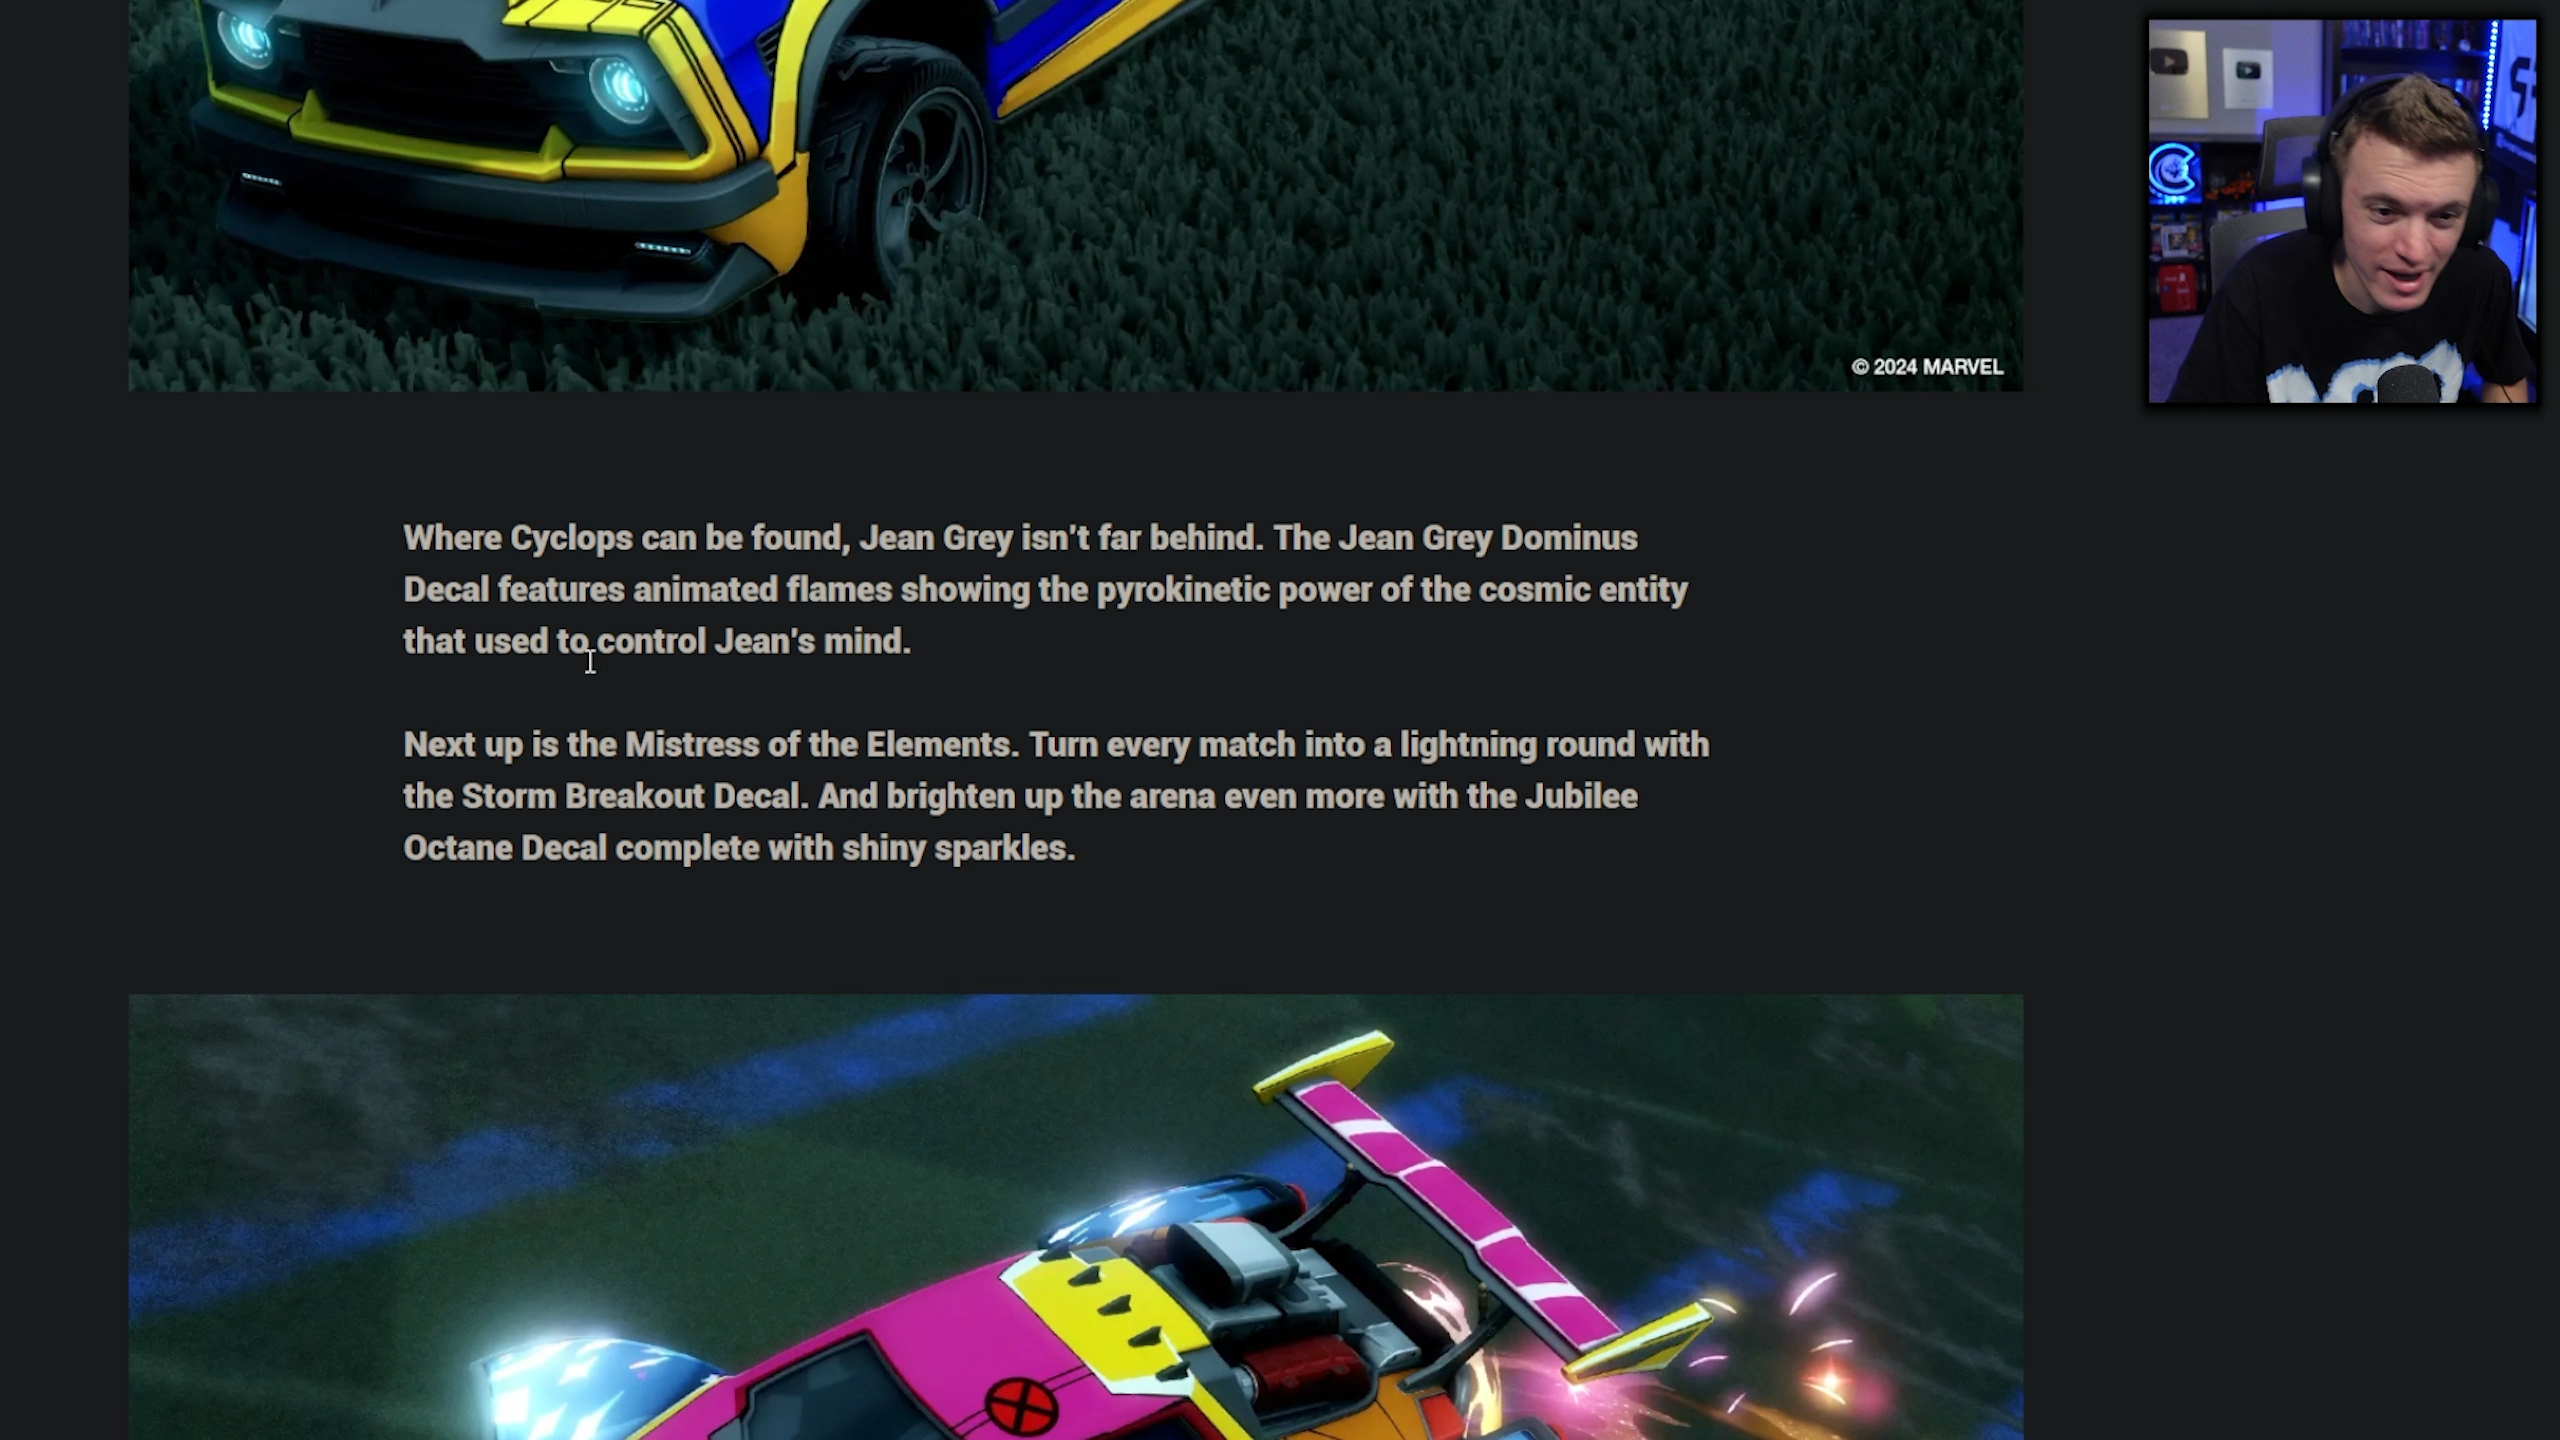 © 2024 MARVEL
Where Cyclops can be found, Jean Grey isn't far behind. The Jean Grey Dominus
Decal features animated flames showing the pyrokinetic power of the cosmic entity
that used to control Jean's mind.
Next up is the Mistress of the Elements. Turn every match into a lightning round with
the Storm Breakout Decal. And brighten up the arena even more with the Jubilee
Octane Decal complete with shiny sparkles.